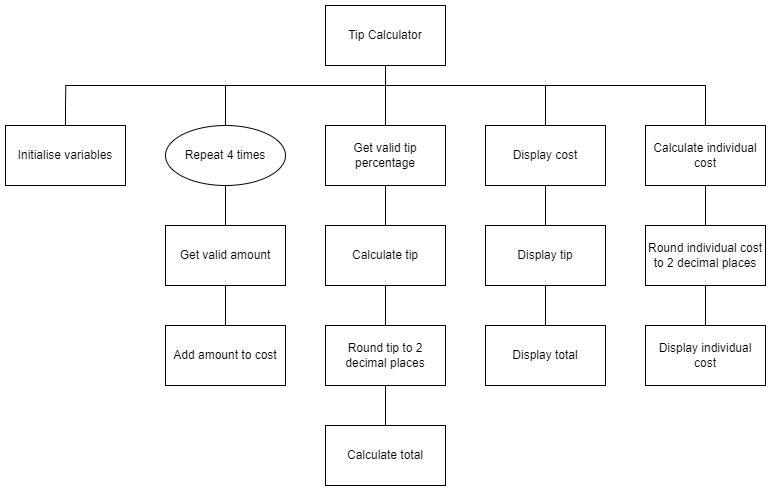 Tip Calculator
Initialise variables
Repeat 4 times
Get valid tip
percentage
Display cost
Calculate individual
cost
Get valid amount
Calculate tip
Display tip
Round individual cost
to 2 decimal places
Add amount to cost
Round tip to 2
decimal places
Display total
Display individual
cost
Calculate total